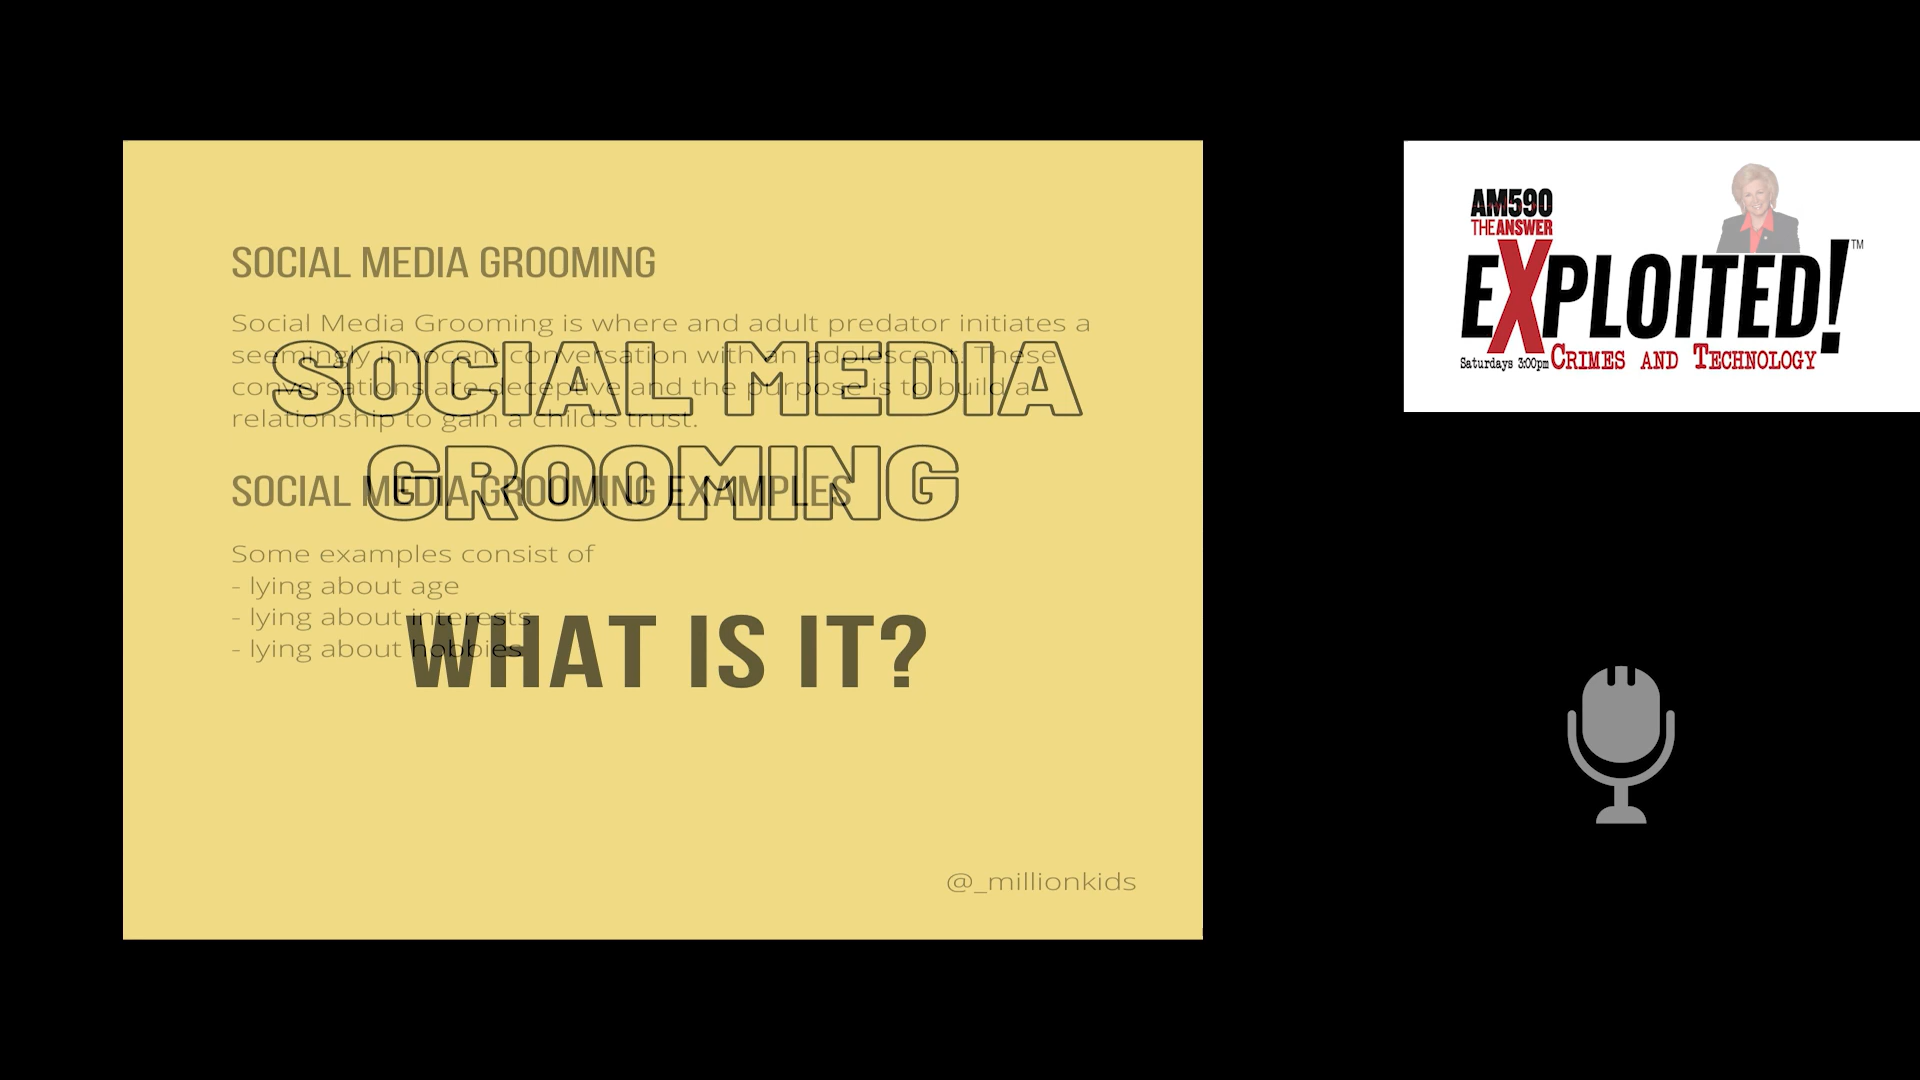 SOCIAL MEDIA GROOMING
Social Media Grooming is where and adult predator initiates a
seemingly innocent conversation with an adolescent. These
conversations are deceptive and the purpose is to build a
relationship to gain a child's trust.
SOCIAL MEDIA GROOMING EXAMPLES
Some examples consist of
- lying about age
- lying about interests
- lying about hobbies
SOCIAL MEDIA
GROOMING
WHAT IS IT?
@_millionkids
AM590
THE ANSWER
EXPLOITED!™
Saturdays 3:00pm CRIMES AND TECHNOLOGY